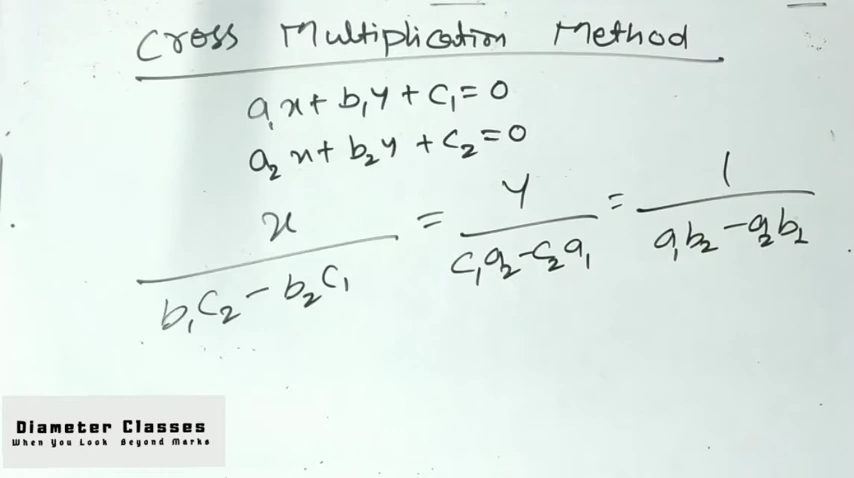 Cross Multiplication Method
a₁x + b₁y + c₁ = 0
a₂x + b₂y + c₂ = 0
x/(b₁c₂ - b₂c₁) = y/(c₁a₂ - c₂a₁) = 1/(a₁b₂ - a₂b₂)
Diameter Classes
When You Look Beyond Marks